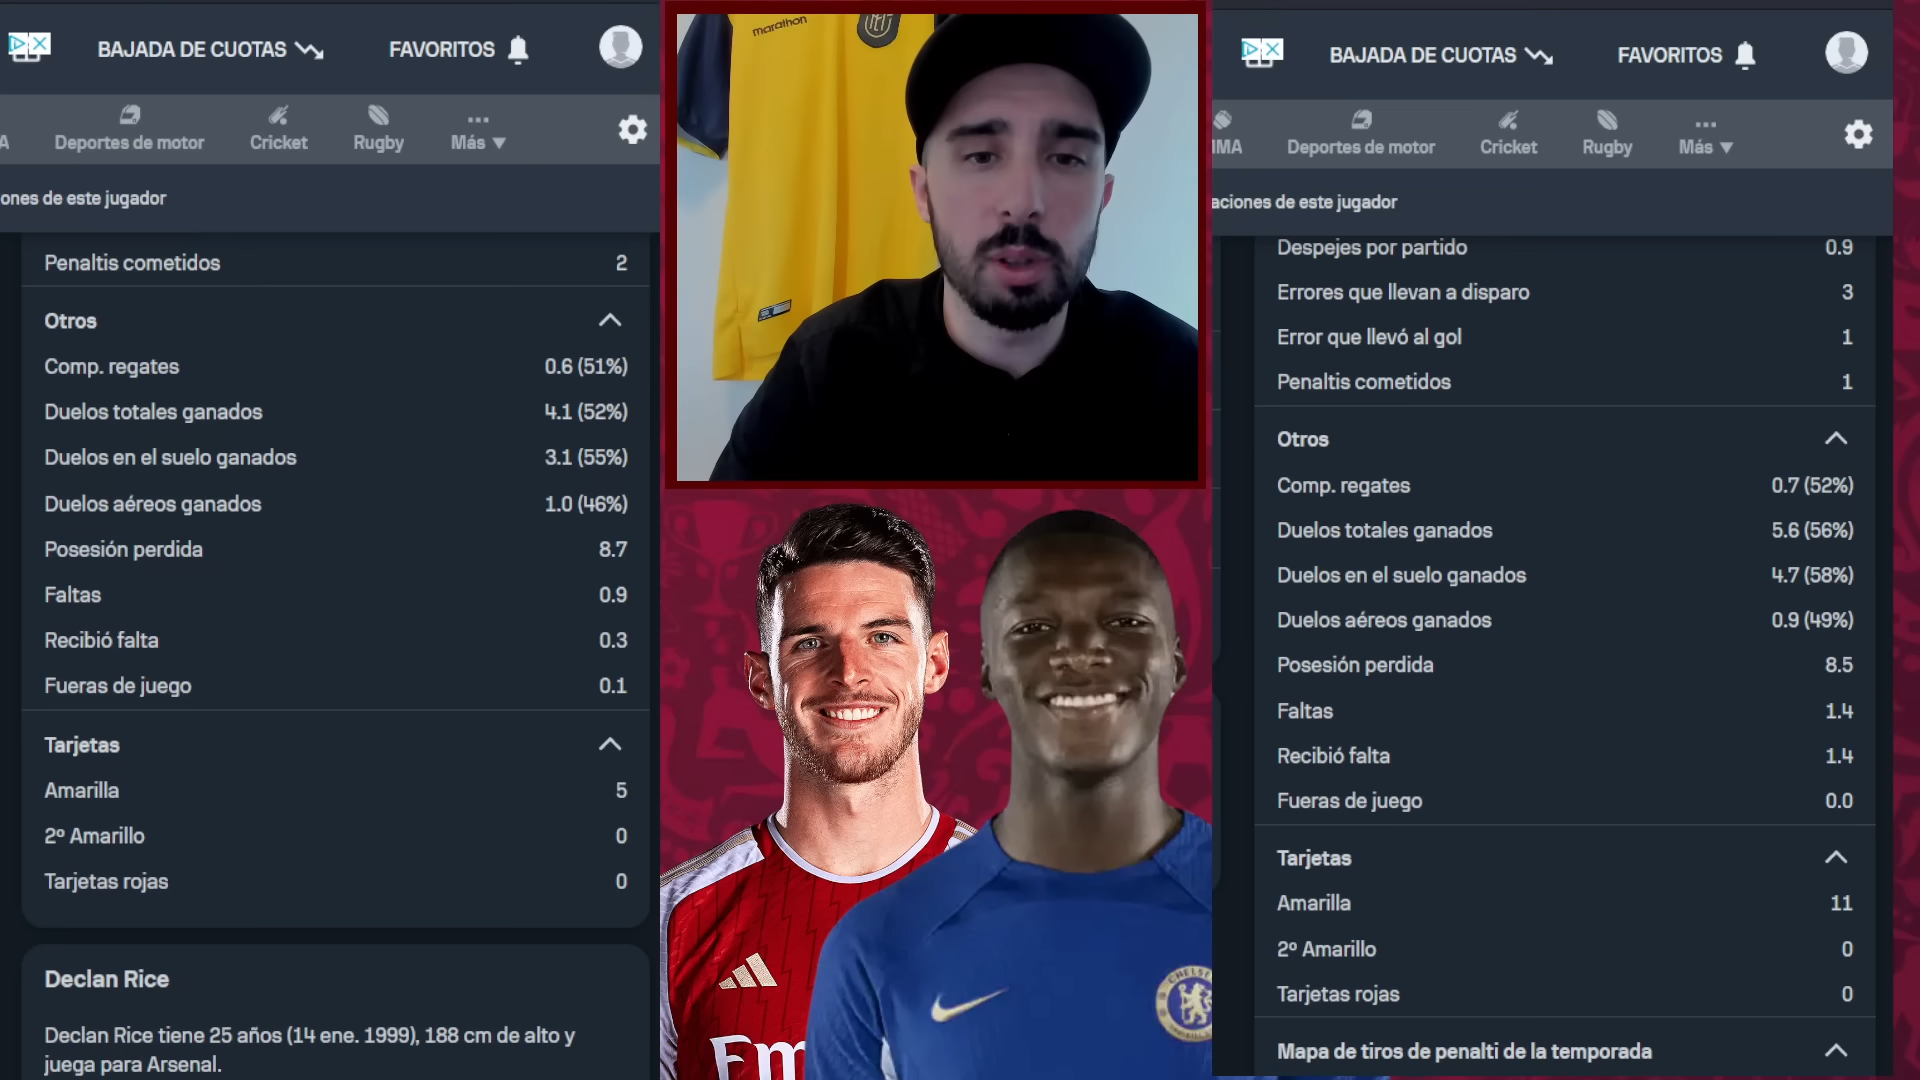 BAJADA DE CUOTAS
FAVORITOS
A
Deportes de motor
Cricket
Rugby
Más ▼
ones de este jugador
Penaltis cometidos 2
Otros
Comp. regates 0.6 (51%)
Duelos totales ganados 4.1 (52%)
Duelos en el suelo ganados 3.1 (55%)
Duelos aéreos ganados 1.0 (46%)
Posesión perdida 8.7
Faltas 0.9
Recibió falta 0.3
Fueras de juego 0.1
Tarjetas
Amarilla 5
2º Amarillo 0
Tarjetas rojas 0
Declan Rice
Declan Rice tiene 25 años (14 ene. 1999), 188 cm de alto y
juega para Arsenal.
marathon
Em
CHELSE
BAJADA DE CUOTAS
FAVORITOS
MMA
Deportes de motor
Cricket
Rugby
Más ▼
aciones de este jugador
Despejes por partido 0.9
Errores que llevan a disparo 3
Error que llevó al gol 1
Penaltis cometidos 1
Otros
Comp. regates 0.7 (52%)
Duelos totales ganados 5.6 (56%)
Duelos en el suelo ganados 4.7 (58%)
Duelos aéreos ganados 0.9 (49%)
Posesión perdida 8.5
Faltas 1.4
Recibió falta 1.4
Fueras de juego 0.0
Tarjetas
Amarilla 11
2º Amarillo 0
Tarjetas rojas 0
Mapa de tiros de penalti de la temporada